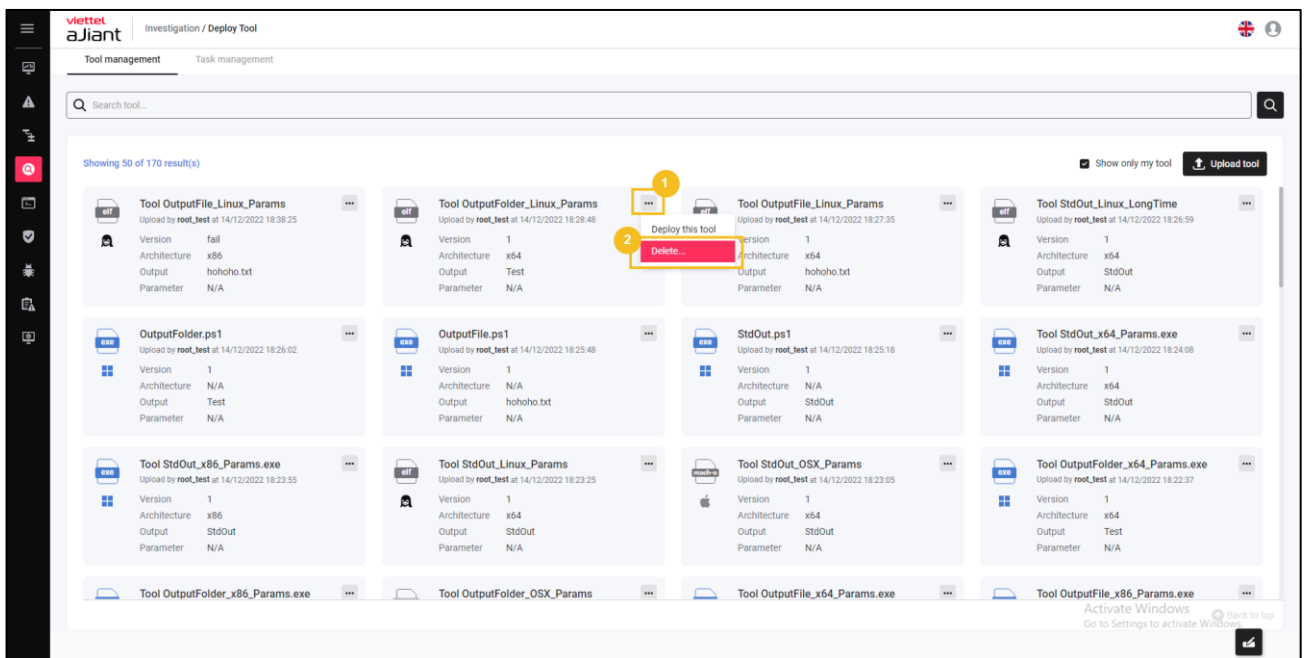 viettel
aJiant
Investigation / Deploy Tool
Tool management Task management
Search tool...
Showing 50 of 170 result(s)
Show only my tool
Upload tool
1
2
elf
Tool OutputFile_Linux_Params
Upload by root_test at 14/12/2022 18:38:25
Version fail
Architecture x86
Output hohoho.txt
Parameter N/A
elf
Tool OutputFolder_Linux_Params
Upload by root_test at 14/12/2022 18:28:48
Version 1
Architecture x64
Output Test
Parameter N/A
Deploy this tool
Delete...
elf
Tool OutputFile_Linux_Params
Upload by root_test at 14/12/2022 18:27:35
Version 1
Architecture x64
Output hohoho.txt
Parameter N/A
elf
Tool StdOut_Linux_LongTime
Upload by root_test at 14/12/2022 18:26:59
Version 1
Architecture x64
Output StdOut
Parameter N/A
exe
OutputFolder.ps1
Upload by root_test at 14/12/2022 18:26:02
Version 1
Architecture N/A
Output Test
Parameter N/A
exe
OutputFile.ps1
Upload by root_test at 14/12/2022 18:25:48
Version 1
Architecture N/A
Output hohoho.txt
Parameter N/A
exe
StdOut.ps1
Upload by root_test at 14/12/2022 18:25:18
Version 1
Architecture N/A
Output StdOut
Parameter N/A
exe
Tool StdOut_x64_Params.exe
Upload by root_test at 14/12/2022 18:24:08
Version 1
Architecture x64
Output StdOut
Parameter N/A
exe
Tool StdOut_x86_Params.exe
Upload by root_test at 14/12/2022 18:23:55
Version 1
Architecture x86
Output StdOut
Parameter N/A
elf
Tool StdOut_Linux_Params
Upload by root_test at 14/12/2022 18:23:25
Version 1
Architecture x64
Output StdOut
Parameter N/A
mach-o
Tool StdOut_OSX_Params
Upload by root_test at 14/12/2022 18:23:05
Version 1
Architecture x64
Output StdOut
Parameter N/A
exe
Tool OutputFolder_x64_Params.exe
Upload by root_test at 14/12/2022 18:22:37
Version 1
Architecture x64
Output Test
Parameter N/A
Tool OutputFolder_x86_Params.exe
Tool OutputFolder_OSX_Params
Tool OutputFile_x64_Params.exe
Tool OutputFile_x86_Params.exe
Activate Windows
Go to Settings to activate Windows.
Back to top